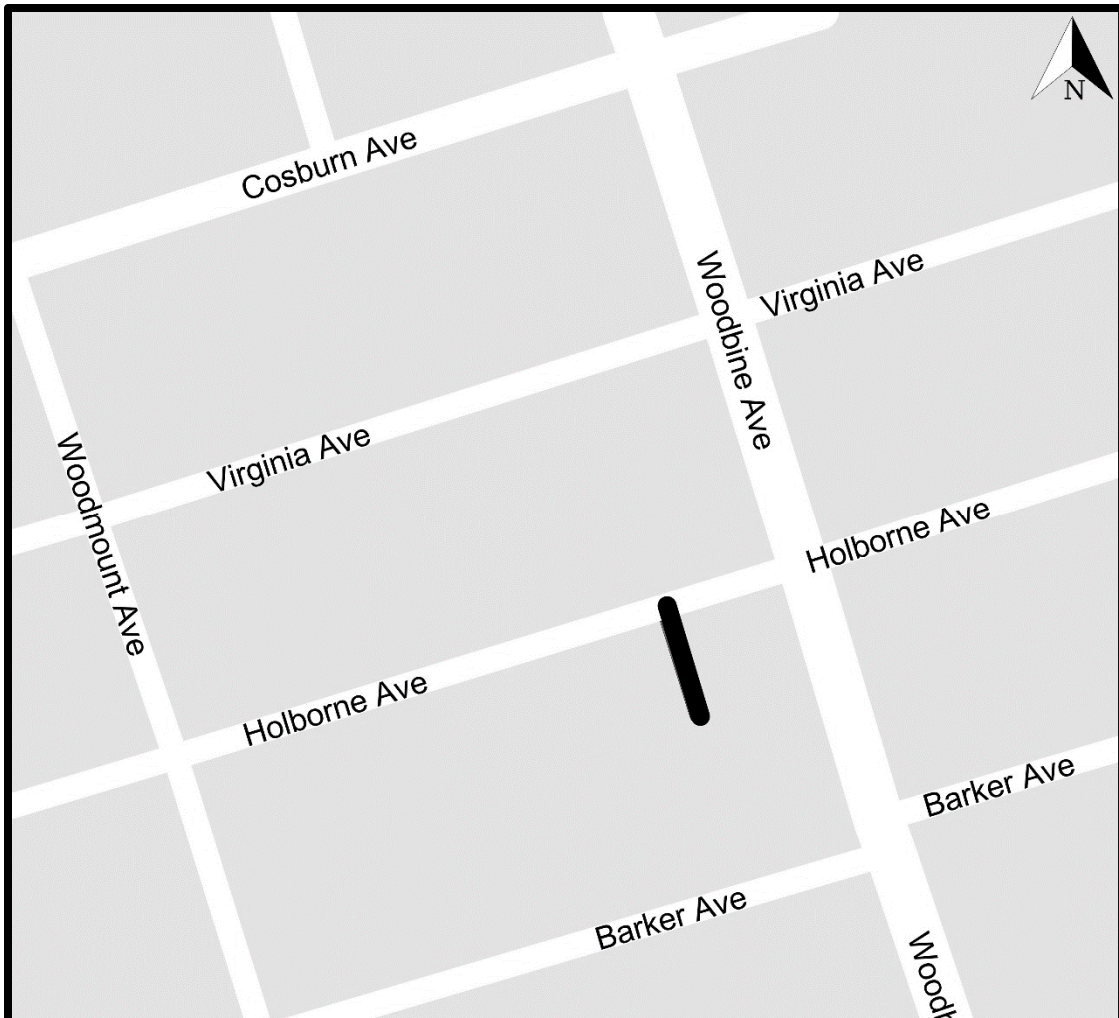 N
Cosburn Ave
Woodbine Ave
Virginia Ave
Virginia Ave
Woodmount Ave
Holborne Ave
Holborne Ave
Barker Ave
Barker Ave